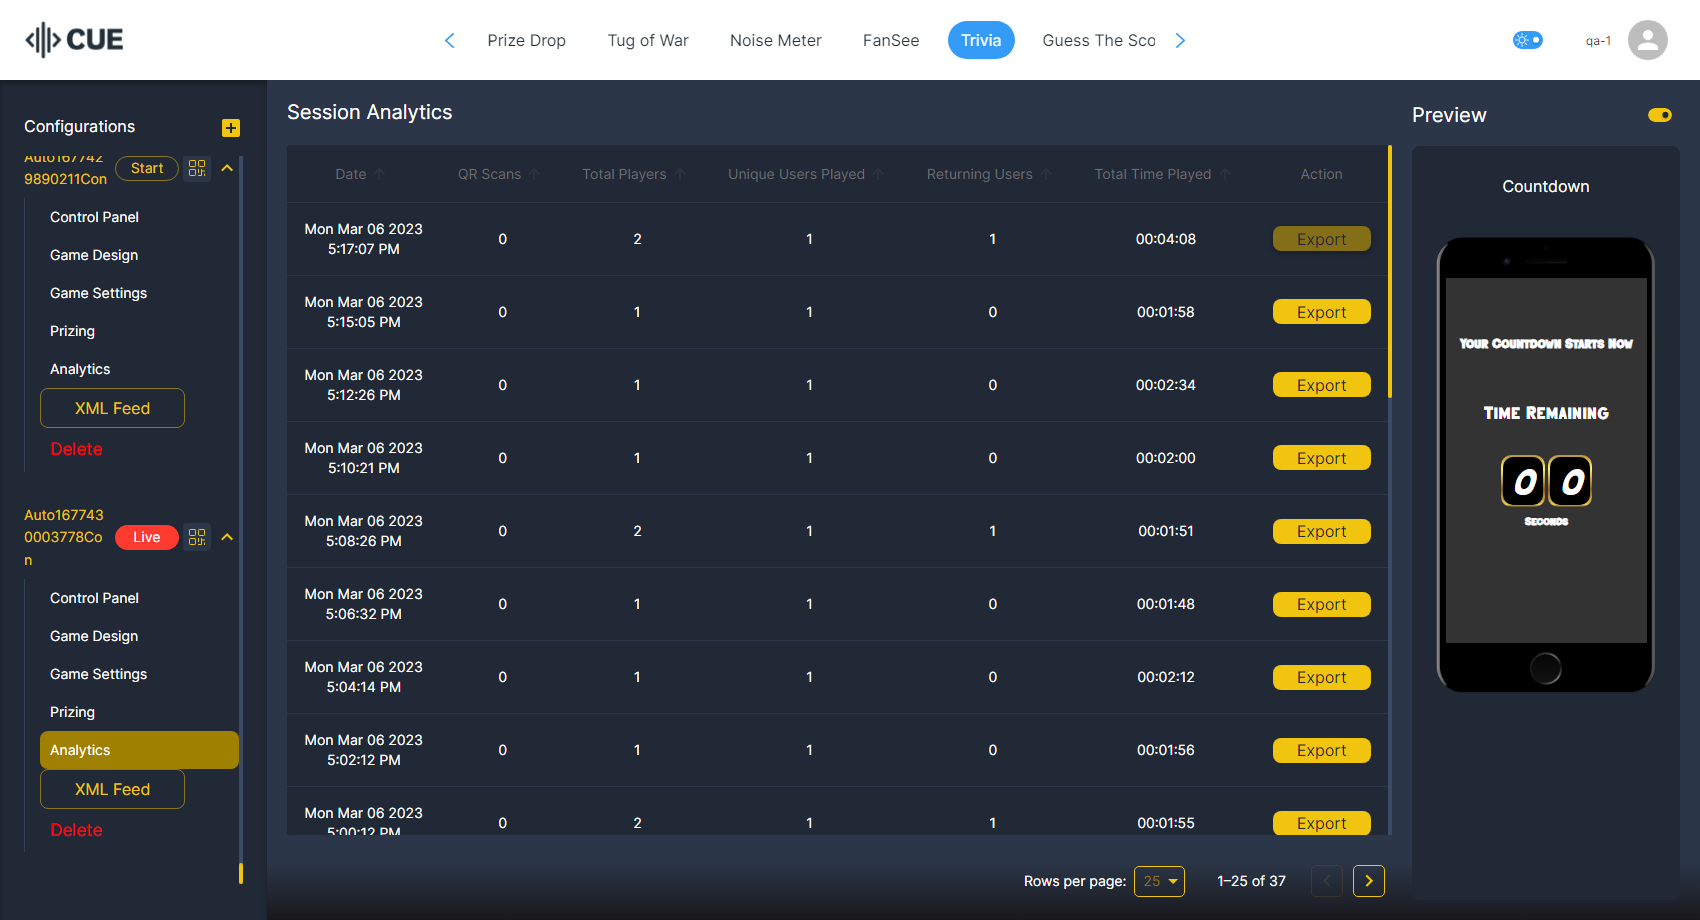 CUE
Prize Drop
Tug of War
Noise Meter
FanSee
Trivia
Guess The Sco
qa-1
Configurations
Auto167742
9890211Con
Start
Control Panel
Game Design
Game Settings
Prizing
Analytics
XML Feed
Delete
Auto167743
0003778Co
n
Live
Control Panel
Game Design
Game Settings
Prizing
Analytics
XML Feed
Delete
Session Analytics
Date QR Scans Total Players Unique Users Played Returning Users Total Time Played Action
Mon Mar 06 2023
5:17:07 PM
0 2 1 1 00:04:08 Export
Mon Mar 06 2023
5:15:05 PM
0 1 1 0 00:01:58 Export
Mon Mar 06 2023
5:12:26 PM
0 1 1 0 00:02:34 Export
Mon Mar 06 2023
5:10:21 PM
0 1 1 0 00:02:00 Export
Mon Mar 06 2023
5:08:26 PM
0 2 1 1 00:01:51 Export
Mon Mar 06 2023
5:06:32 PM
0 1 1 0 00:01:48 Export
Mon Mar 06 2023
5:04:14 PM
0 1 1 0 00:02:12 Export
Mon Mar 06 2023
5:02:12 PM
0 1 1 0 00:01:56 Export
Mon Mar 06 2023
5:00:12 PM
0 2 1 1 00:01:55 Export
Rows per page: 25 1–25 of 37
Preview
Countdown
Your Countdown Starts Now
Time Remaining
0 0
Seconds